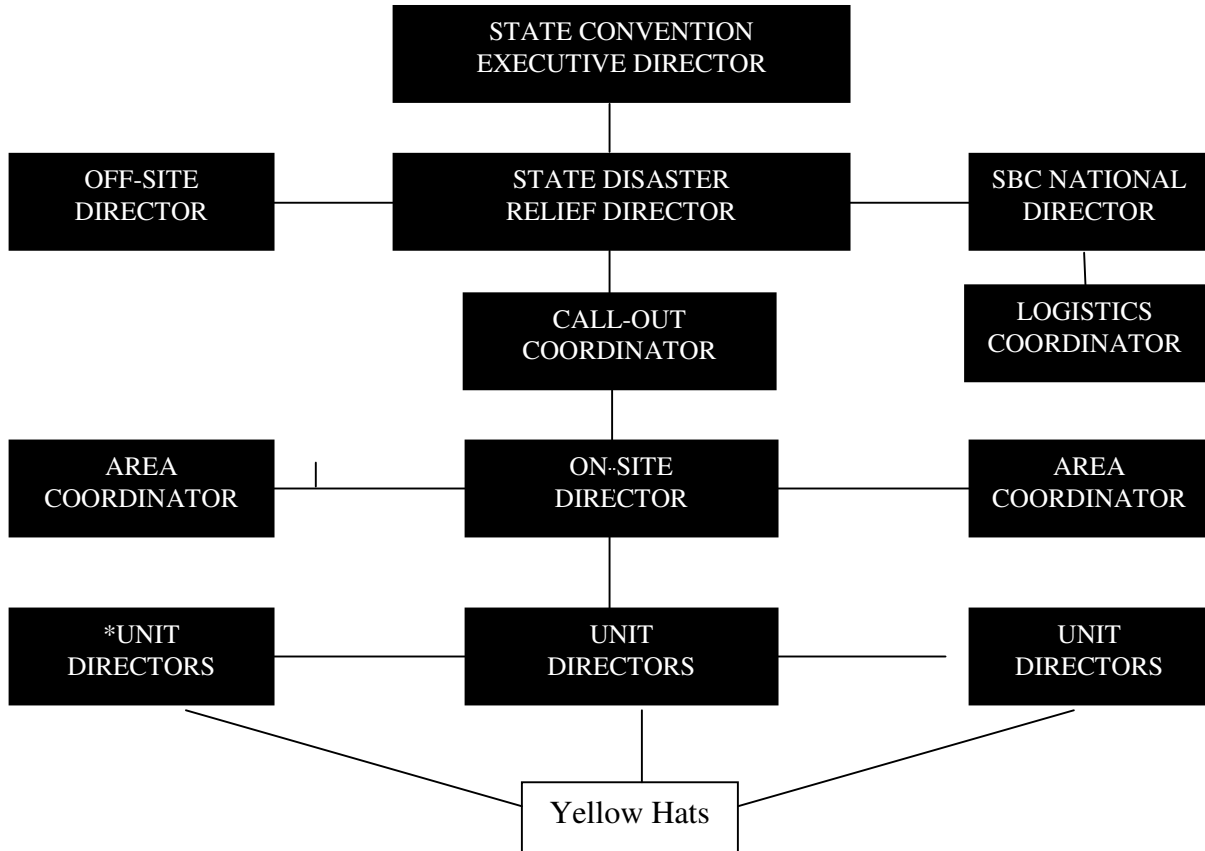 STATE CONVENTION
EXECUTIVE DIRECTOR
OFF-SITE
DIRECTOR
STATE DISASTER
RELIEF DIRECTOR
SBC NATIONAL
DIRECTOR
CALL-OUT
COORDINATOR
LOGISTICS
COORDINATOR
AREA
COORDINATOR
ON-SITE
DIRECTOR
AREA
COORDINATOR
*UNIT
DIRECTORS
UNIT
DIRECTORS
UNIT
DIRECTORS
Yellow Hats